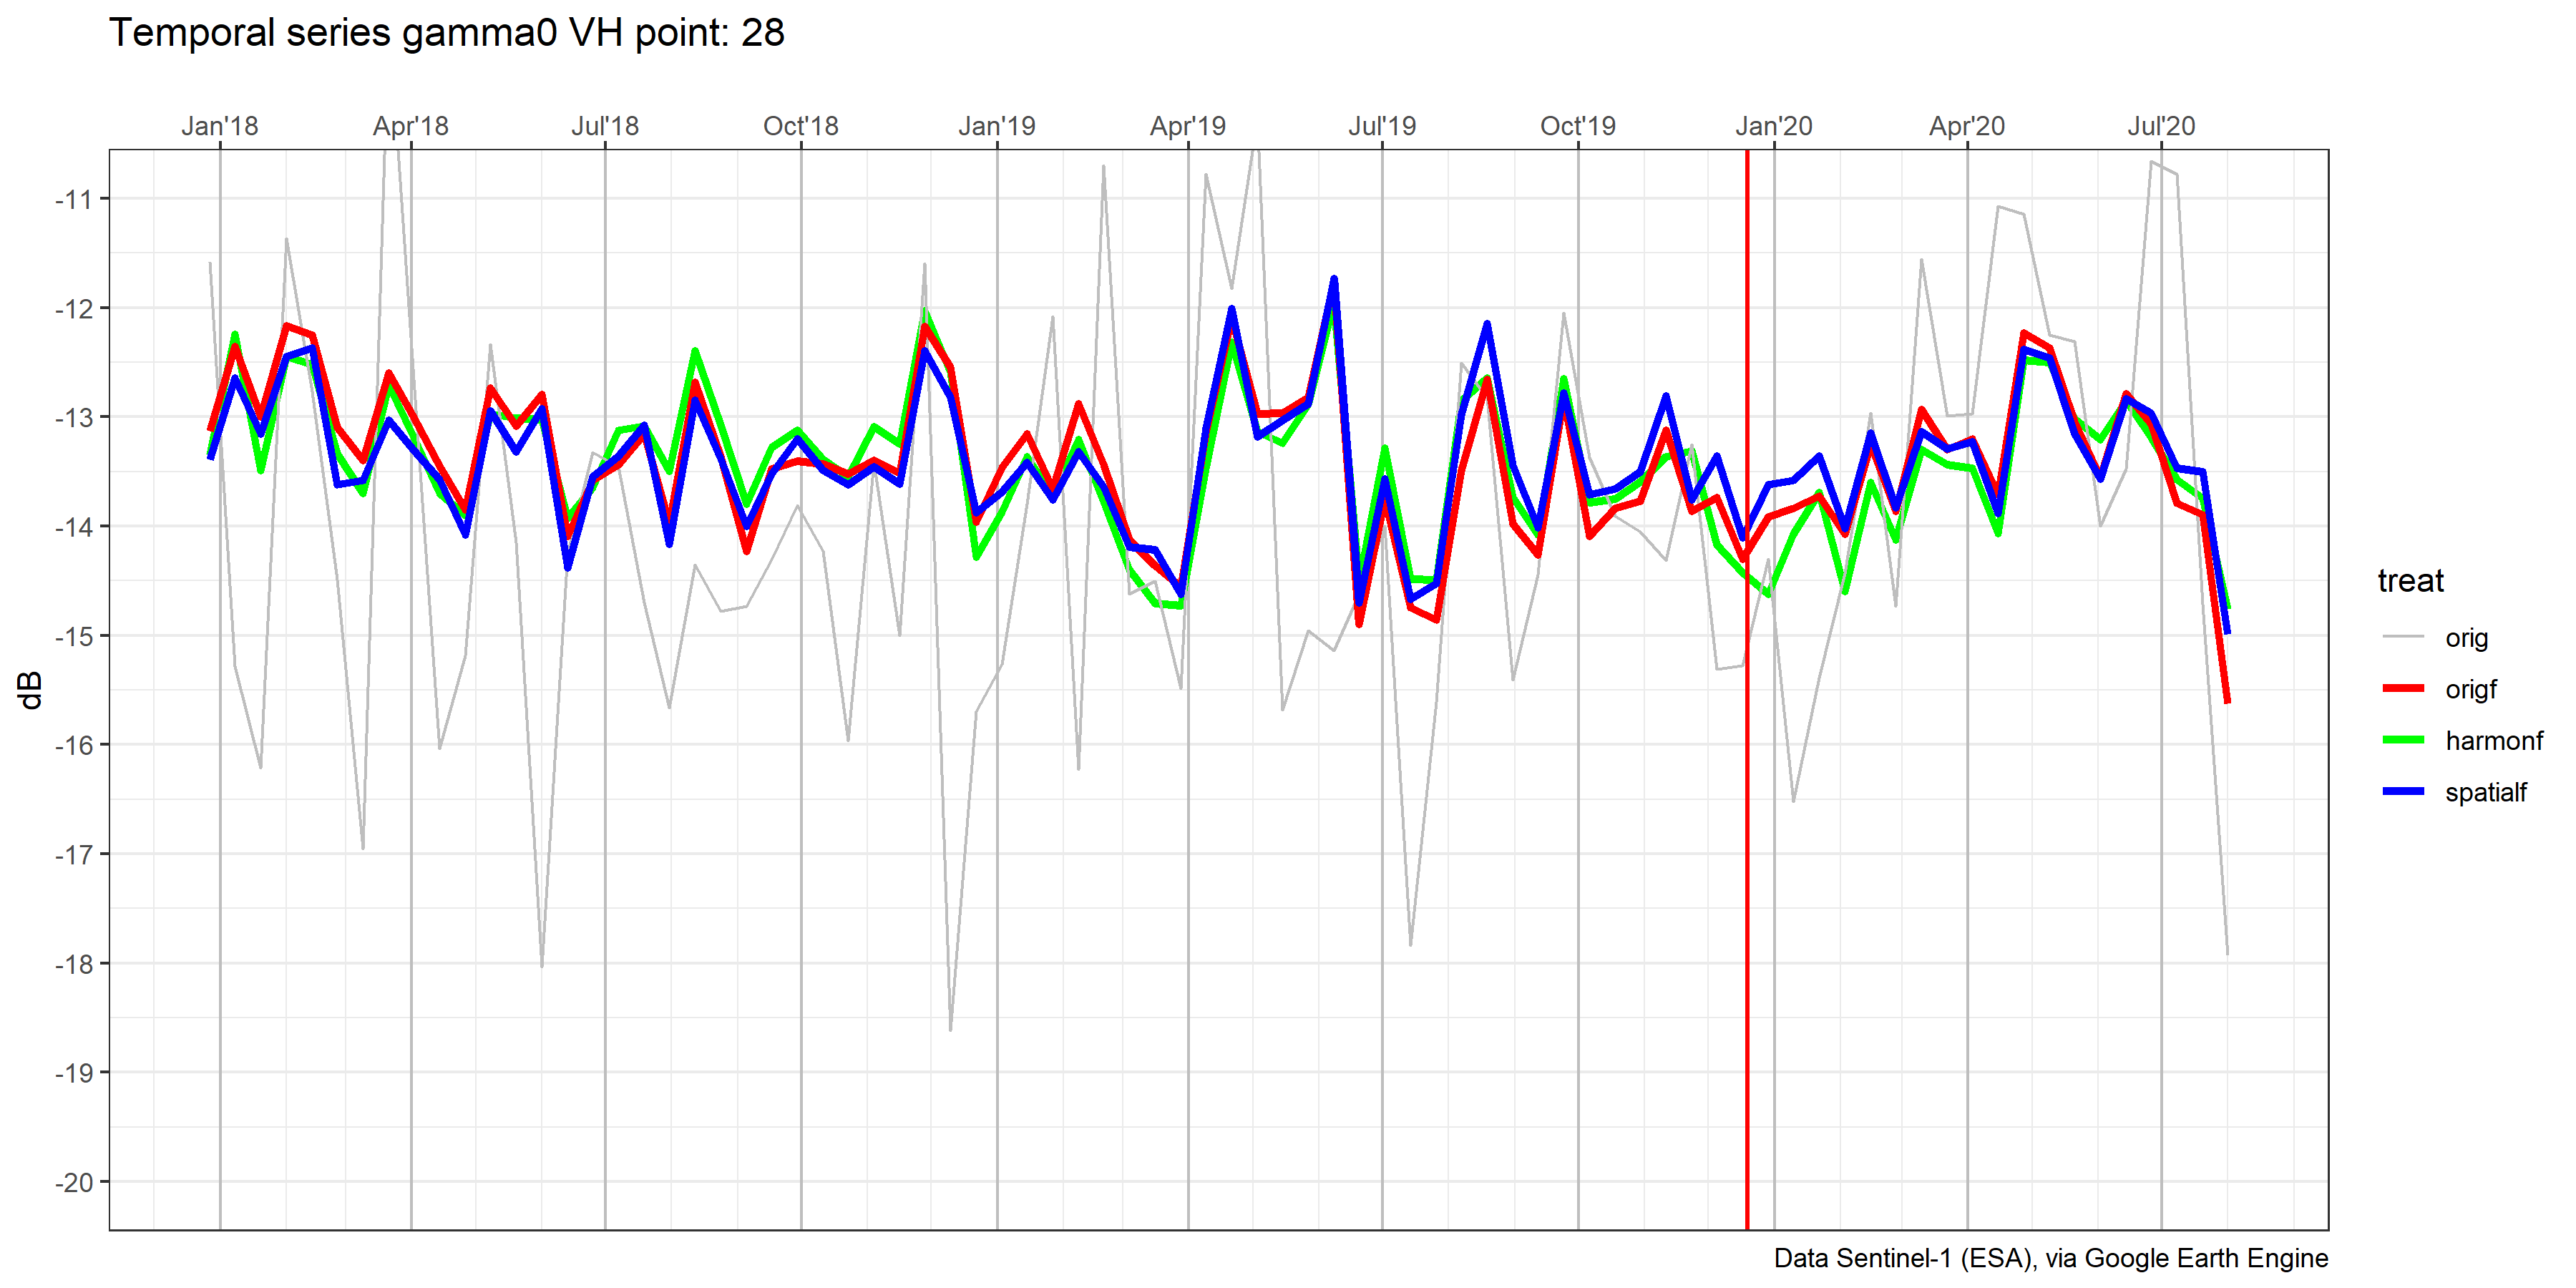 Temporal series gamma0 VH point: 28
Jan'18 Apr'18 Jul'18 Oct'18 Jan'19 Apr'19 Jul'19 Oct'19 Jan'20 Apr'20 Jul'20
-11
-12
-13
-14
-15
-16
-17
-18
-19
-20
dB
treat
orig
origf
harmonf
spatialf
Data Sentinel-1 (ESA), via Google Earth Engine